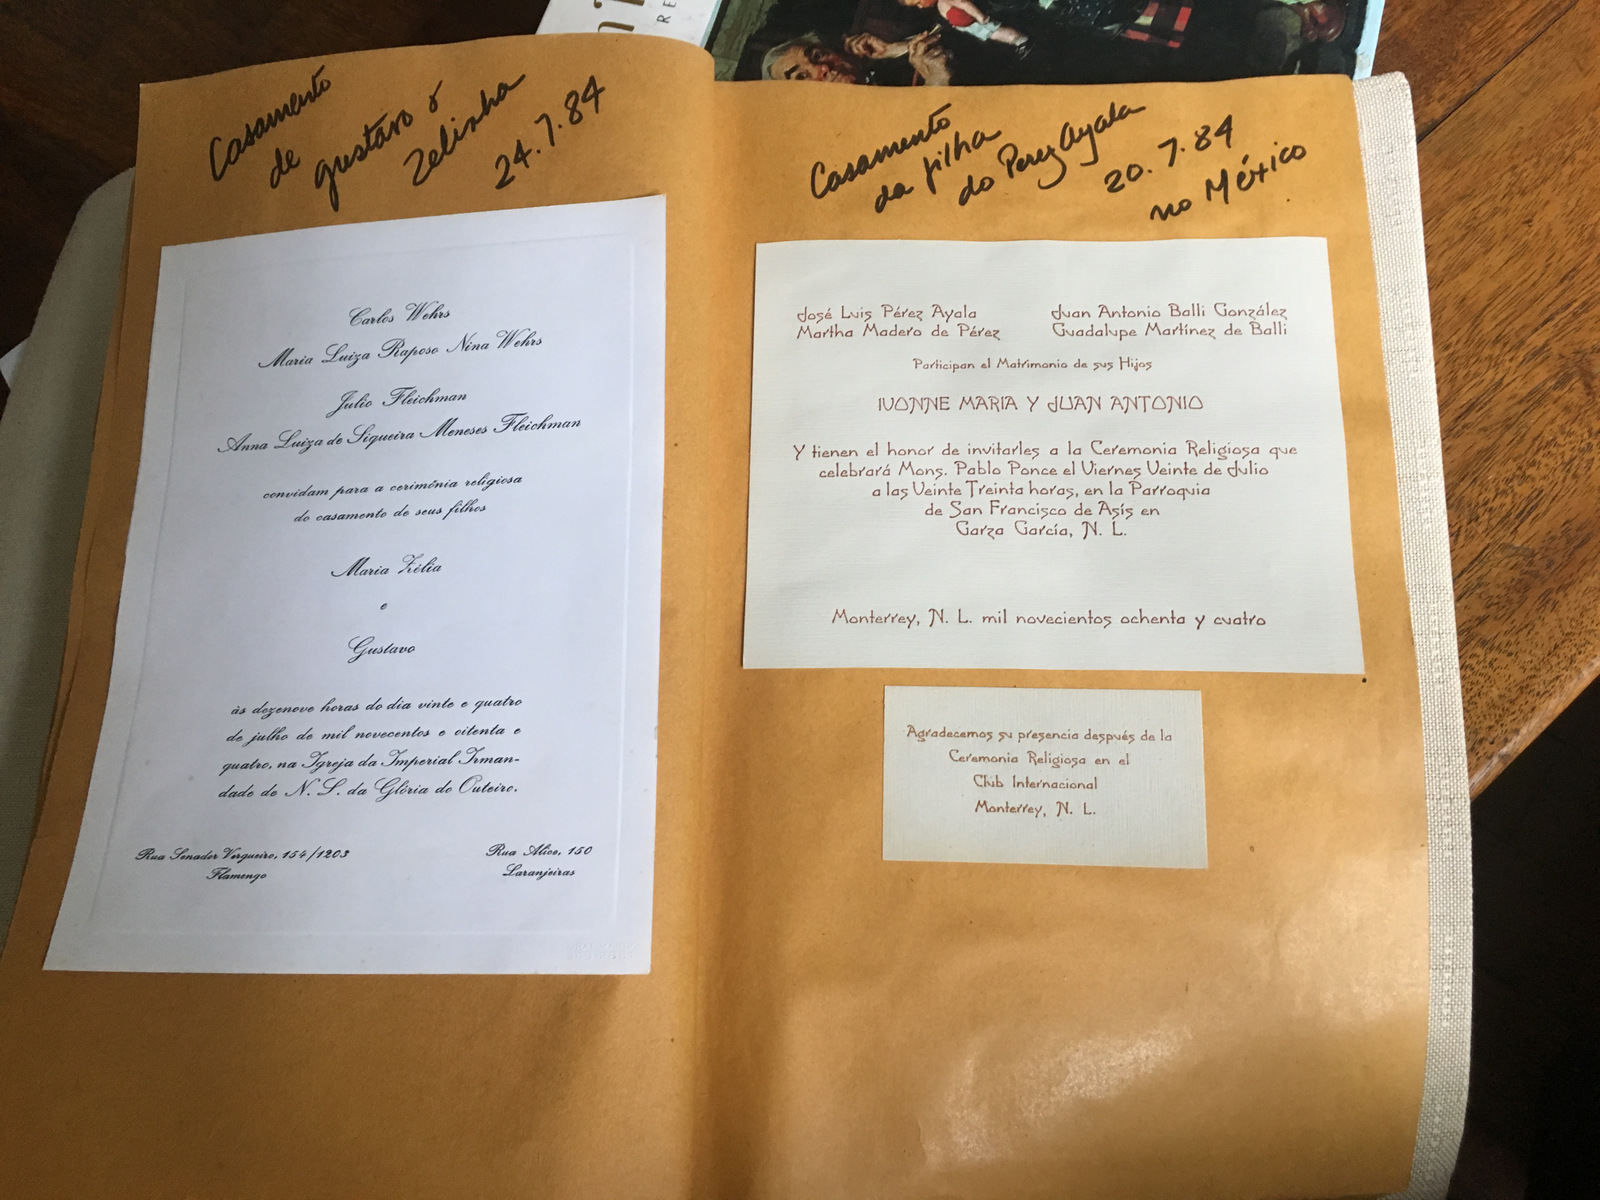 Casamento
de
gustavo e
Zelinha
24.7.84
Carlos Wehrs
Maria Luiza Raposo Nina Wehrs
Julio Fleichman
Anna Luiza de Siqueira Meneses Fleichman
convidam para a cerimônia religiosa
do casamento de seus filhos
Maria Zélia
e
Gustavo
às dezenove horas do dia vinte e quatro
de julho de mil novecentos e oitenta e
quatro, na Igreja da Imperial Irman-
dade de N. S. da Glória do Outeiro.
Rua Senador Vergueiro, 154/1203
Flamengo
Rua Alice, 150
Laranjeiras
Casamento
da filha
do Perez Ayala
20.7.84
no México
José Luis Pérez Ayala
Martha Madero de Pérez
Juan Antonio Balli González
Guadalupe Martínez de Balli
Participan el Matrimonio de sus Hijos
IVONNE MARIA Y JUAN ANTONIO
Y tienen el honor de invitarles a la Ceremonia Religiosa que
celebrará Mons. Pablo Ponce el Viernes Veinte de Julio
a las Veinte Treinta horas, en la Parroquia
de San Francisco de Asís en
Garza García, N. L.
Monterrey, N. L. mil novecientos ochenta y cuatro
Agradecemos su presencia después de la
Ceremonia Religiosa en el
Club Internacional
Monterrey, N. L.